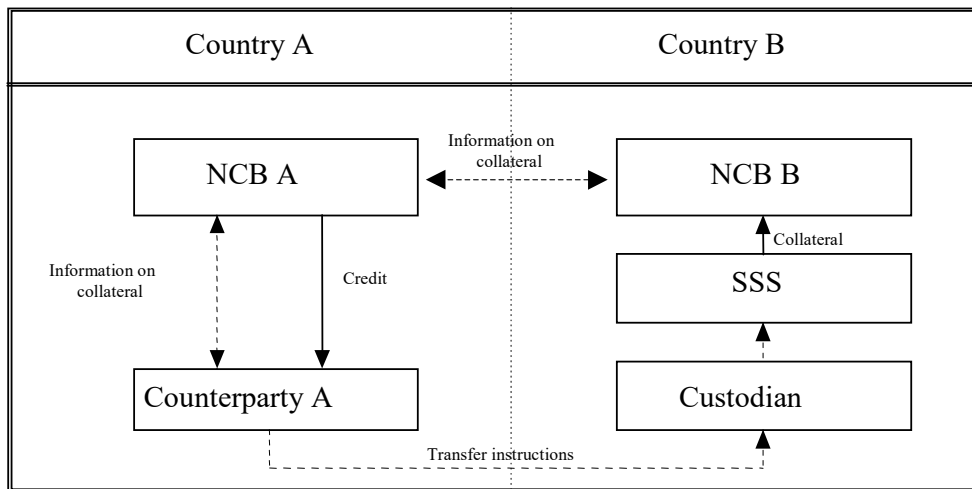 Country A
Country B
Information on
collateral
NCB A
NCB B
Collateral
Information on
collateral
Credit
SSS
Counterparty A
Custodian
Transfer instructions